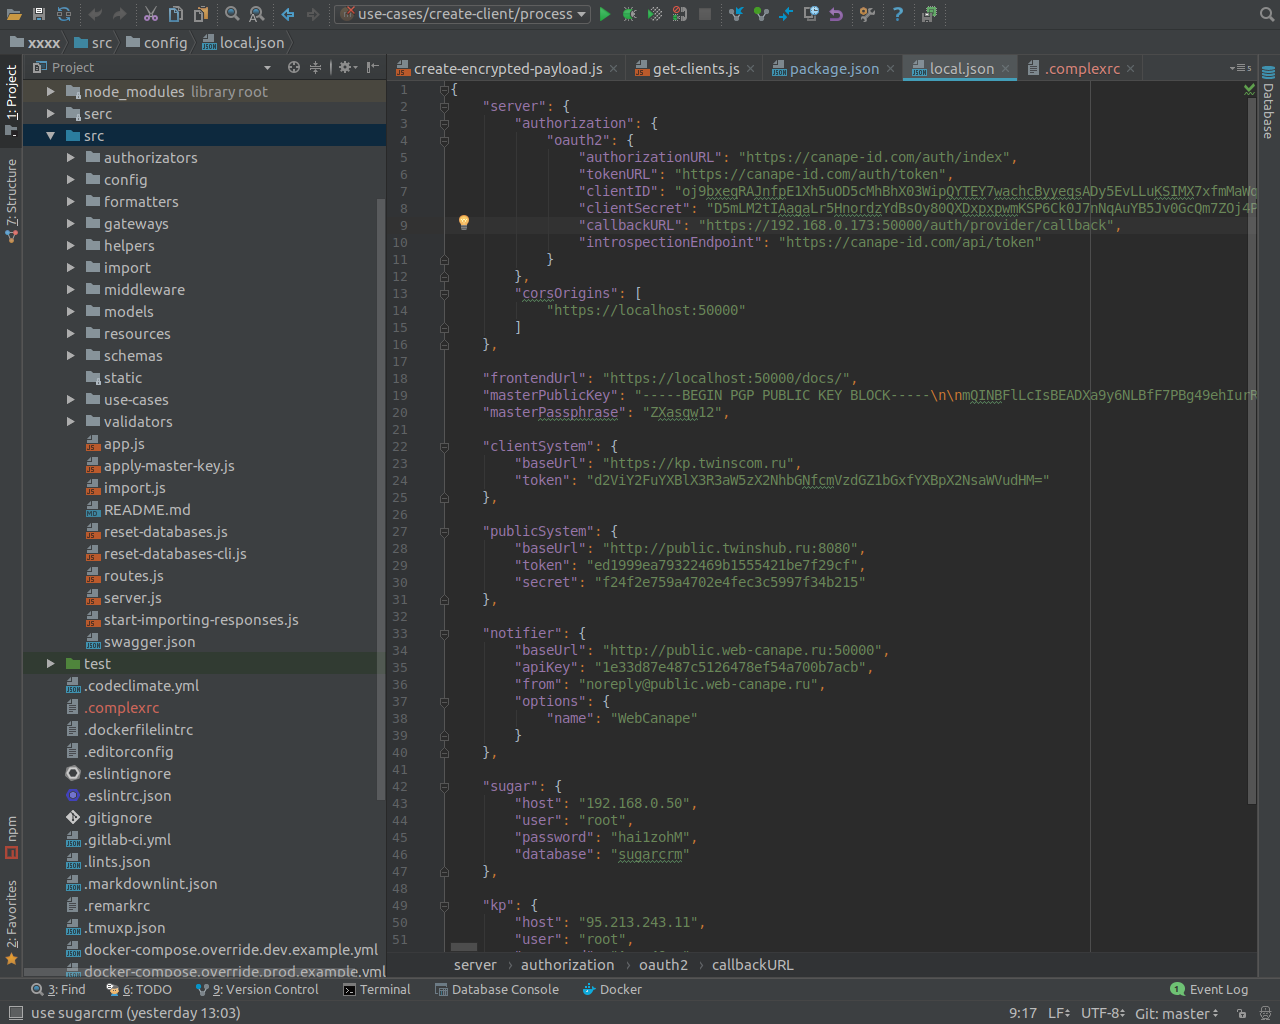 use-cases/create-client/process
xxxx src config local.json
Project
create-encrypted-payload.js get-clients.js package.json local.json .complexrc
1: Project
7: Structure
npm
2: Favorites
Database
node_modules library root
serc
src
authorizators
config
formatters
gateways
helpers
import
middleware
models
resources
schemas
static
use-cases
validators
app.js
apply-master-key.js
import.js
README.md
reset-databases.js
reset-databases-cli.js
routes.js
server.js
start-importing-responses.js
swagger.json
test
.codeclimate.yml
.complexrc
.dockerfilelintrc
.editorconfig
.eslintignore
.eslintrc.json
.gitignore
.gitlab-ci.yml
.lints.json
.markdownlint.json
.remarkrc
.tmuxp.json
docker-compose.override.dev.example.yml
docker-compose.override.prod.example.yml
1 {
2 "server": {
3 "authorization": {
4 "oauth2": {
5 "authorizationURL": "https://canape-id.com/auth/index",
6 "tokenURL": "https://canape-id.com/auth/token",
7 "clientID":
8 "clientSecret":
9 "callbackURL": "https://192.168.0.173:50000/auth/provider/callback",
10 "introspectionEndpoint": "https://canape-id.com/api/token"
11 }
12 },
13 "corsOrigins": [
14 "https://localhost:50000"
15 ]
16 },
17
18 "frontendUrl": "https://localhost:50000/docs/",
19 "masterPublicKey": "-----BEGIN PGP PUBLIC KEY BLOCK-----\n\n
20 "masterPassphrase": "ZXasqw12",
21
22 "clientSystem": {
23 "baseUrl": "https://kp.twinscom.ru",
24 "token": "d2ViY2FuYXBlX3R3aW5zX2NhbGNfcmVzdGZ1bGxfYXBpX2NsaWVudHM="
25 },
26
27 "publicSystem": {
28 "baseUrl": "http://public.twinshub.ru:8080",
29 "token": "ed1999ea79322469b1555421be7f29cf",
30 "secret": "f24f2e759a4702e4fec3c5997f34b215"
31 },
32
33 "notifier": {
34 "baseUrl": "http://public.web-canape.ru:50000",
35 "apiKey": "1e33d87e487c5126478ef54a700b7acb",
36 "from": "noreply@public.web-canape.ru",
37 "options": {
38 "name": "WebCanape"
39 }
40 },
41
42 "sugar": {
43 "host": "192.168.0.50",
44 "user": "root",
45 "password": "hai1zohM",
46 "database": "sugarcrm"
47 },
48
49 "kp": {
50 "host": "95.213.243.11",
51 "user": "root",
server › authorization › oauth2 › callbackURL
3: Find 6: TODO 9: Version Control Terminal Database Console Docker 1 Event Log
use sugarcrm (yesterday 13:03) 9:17 LF UTF-8 Git: master